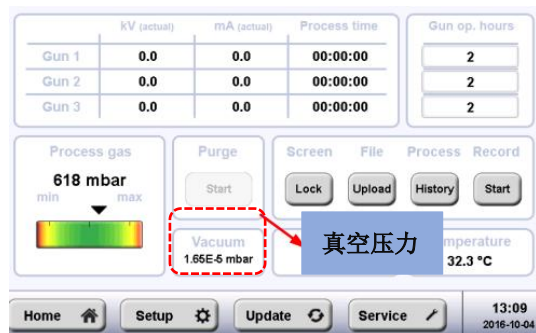 kV (actual) mA (actual) Process time Gun op. hours
Gun 1 0.0 0.0 00:00:00 2
Gun 2 0.0 0.0 00:00:00 2
Gun 3 0.0 0.0 00:00:00 2
Process gas Purge Screen File Process Record
618 mbar
min max
Start Lock Upload History Start
Vacuum
1.65E-5 mbar
真空压力
32.3 °C
Home Setup Update Service
13:09
2016-10-04